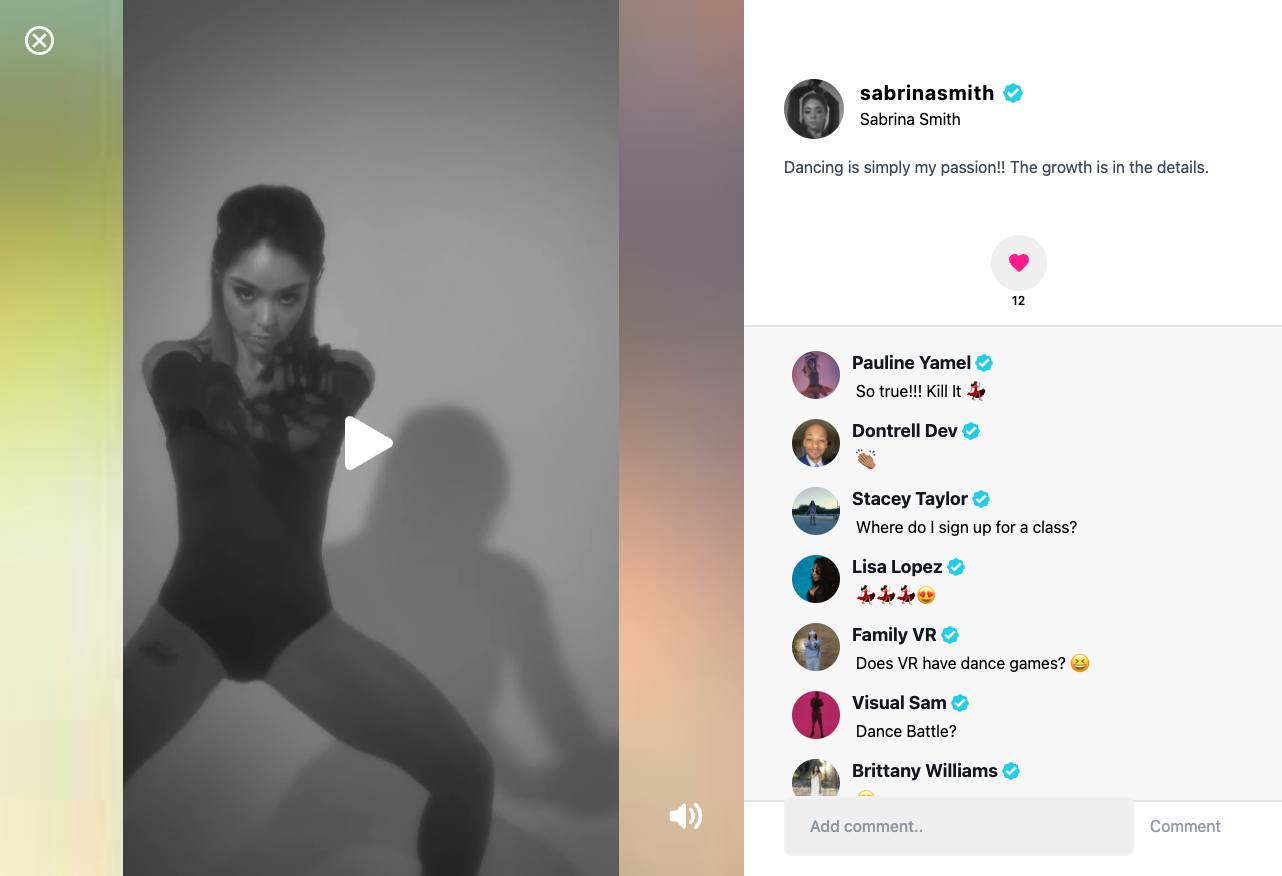 sabrinasmith
Sabrina Smith
Dancing is simply my passion!! The growth is in the details.
12
Pauline Yamel
So true!!! Kill It 💃
Dontrell Dev
👏🏽
Stacey Taylor
Where do I sign up for a class?
Lisa Lopez
💃💃💃😍
Family VR
Does VR have dance games? 😆
Visual Sam
Dance Battle?
Brittany Williams
Add comment..
Comment